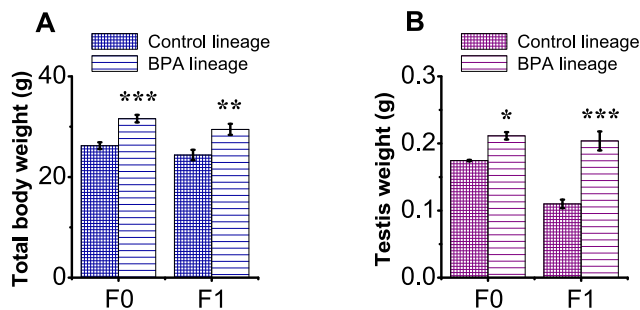 A
Control lineage
BPA lineage
Total body weight (g)
40
20
0
***
**
F0
F1
B
Control lineage
BPA lineage
Testis weight (g)
0.3
0.2
0.1
0.0
*
***
F0
F1